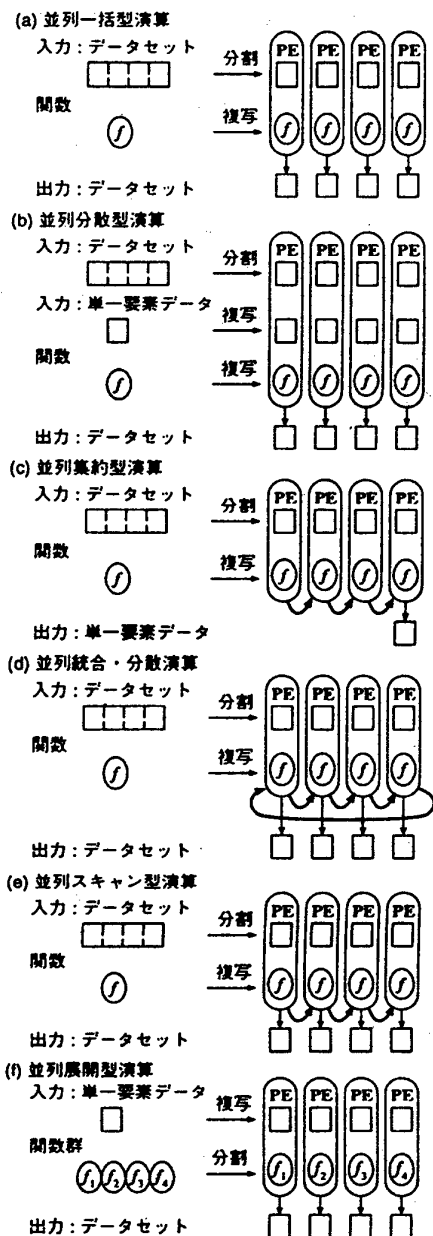 (a) 並列一括型演算
入力：データセット 分割 PE PE PE PE
関数 複写
f f f f f
出力：データセット
(b) 並列分散型演算
入力：データセット 分割 PE PE PE PE
入力：単一要素データ 複写
関数 複写
f f f f f
出力：データセット
(c) 並列集約型演算
入力：データセット 分割 PE PE PE PE
関数 複写
f f f f f
出力：単一要素データ
(d) 並列統合・分散演算
入力：データセット 分割 PE PE PE PE
関数 複写
f f f f f
出力：データセット
(e) 並列スキャン型演算
入力：データセット 分割 PE PE PE PE
関数 複写
f f f f f
出力：データセット
(f) 並列展開型演算
入力：単一要素データ 複写 PE PE PE PE
関数群 分割
f1 f2 f3 f4 f1 f2 f3 f4
出力：データセット